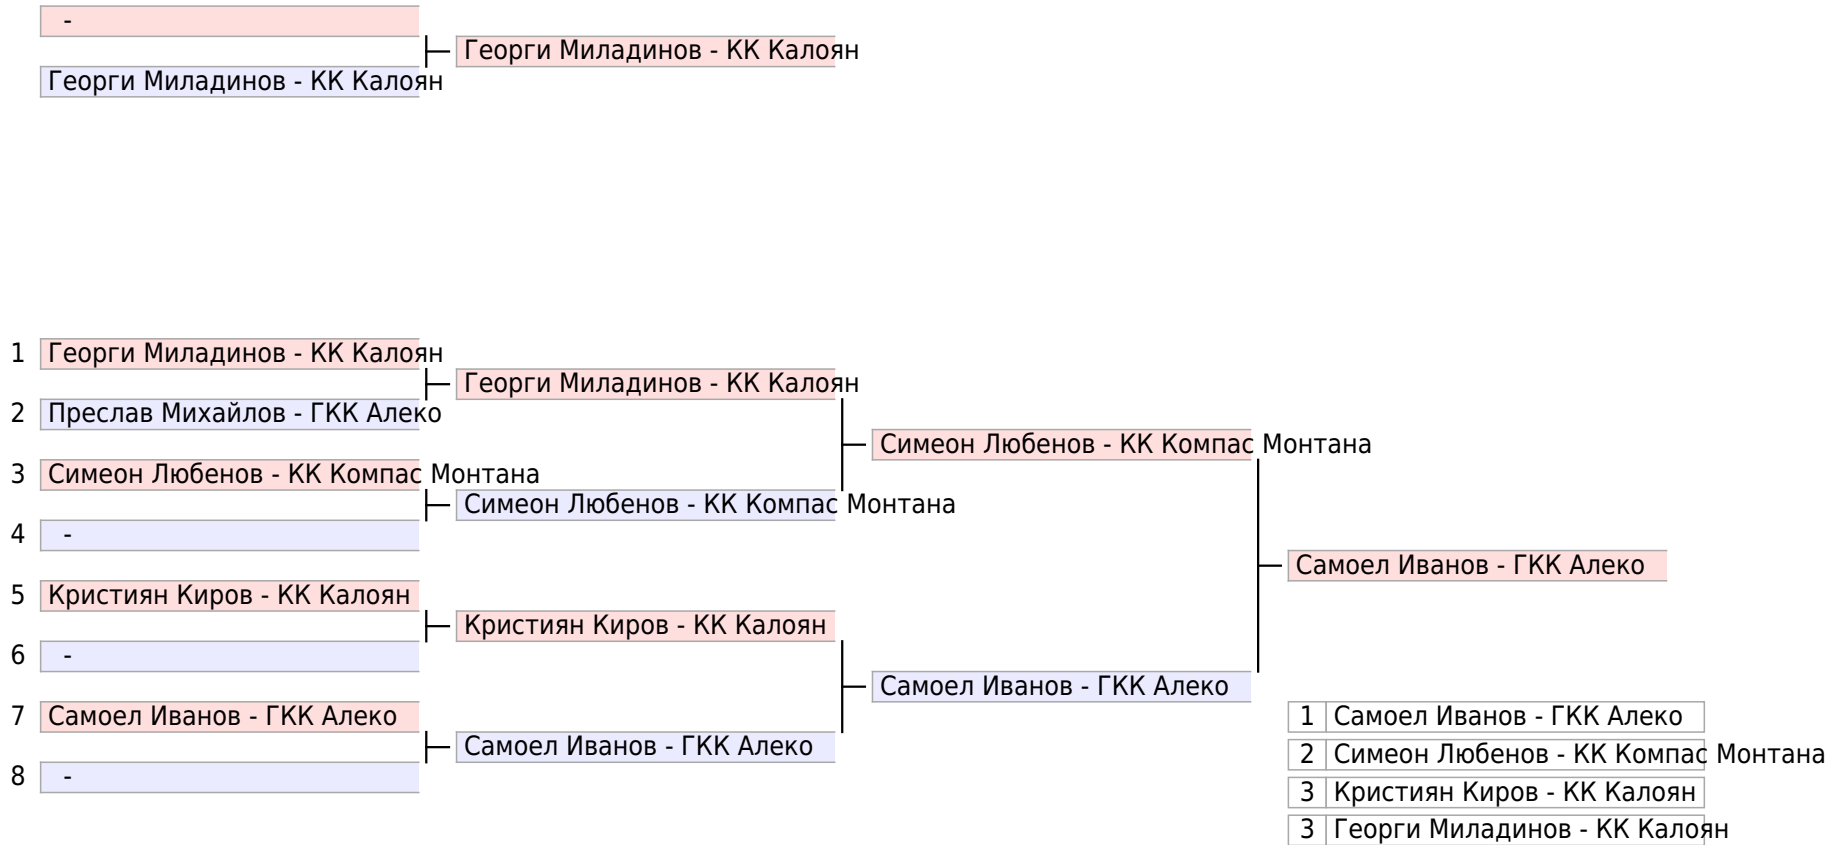 -
Георги Миладинов - КК Калоян
Георги Миладинов - КК Калоян
1 Георги Миладинов - КК Калоян
Георги Миладинов - КК Калоян
2 Преслав Михайлов - ГКК Алеко
Симеон Любенов - КК Компас Монтана
3 Симеон Любенов - КК Компас Монтана
Симеон Любенов - КК Компас Монтана
4 -
Самоел Иванов - ГКК Алеко
5 Кристиян Киров - КК Калоян
Кристиян Киров - КК Калоян
6 -
Самоел Иванов - ГКК Алеко
7 Самоел Иванов - ГКК Алеко
1 Самоел Иванов - ГКК Алеко
Самоел Иванов - ГКК Алеко
2 Симеон Любенов - КК Компас Монтана
8 -
3 Кристиян Киров - КК Калоян
3 Георги Миладинов - КК Калоян